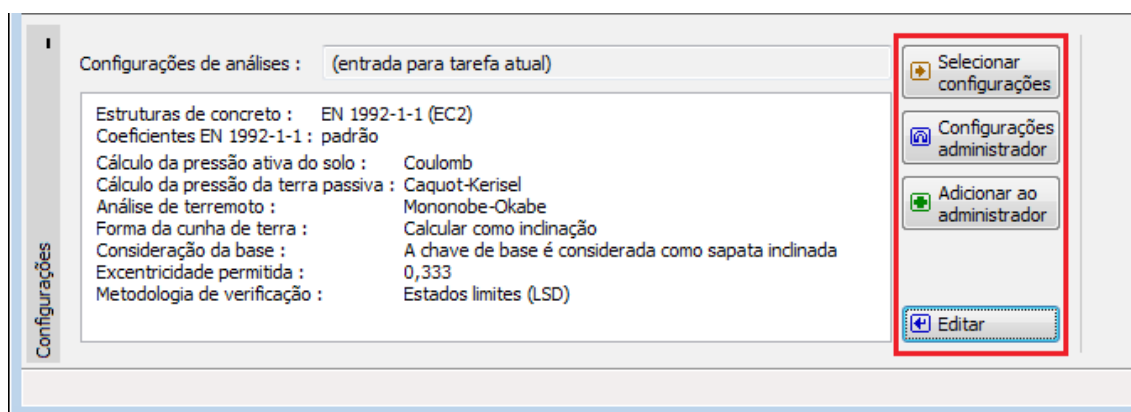 Configurações de análises : (entrada para tarefa atual)
Estruturas de concreto : EN 1992-1-1 (EC2)
Coeficientes EN 1992-1-1 : padrão
Cálculo da pressão ativa do solo : Coulomb
Cálculo da pressão da terra passiva : Caquot-Kerisel
Análise de terremoto : Mononobe-Okabe
Forma da cunha de terra : Calcular como inclinação
Consideração da base : A chave de base é considerada como sapata inclinada
Excentricidade permitida : 0,333
Metodologia de verificação : Estados limites (LSD)
Selecionar
configurações
Configurações
administrador
Adicionar ao
administrador
Editar
Configurações